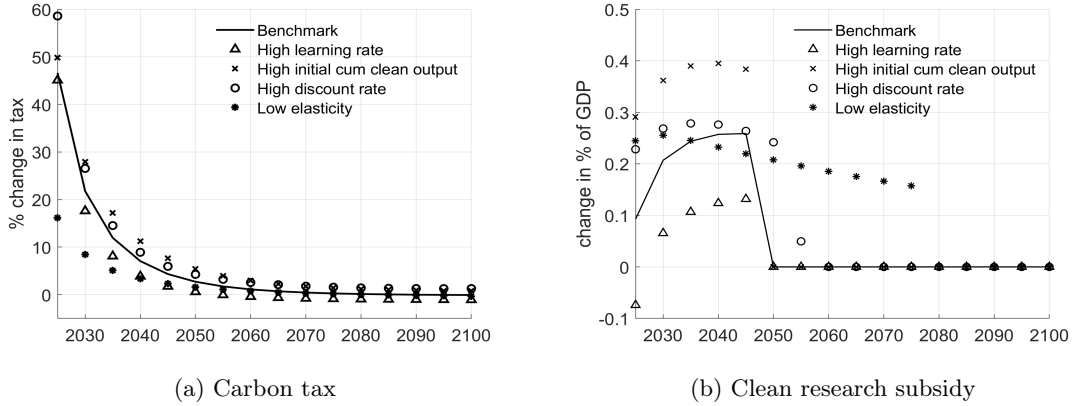 60
50
40
30
20
10
0
% change in tax
2030 2040 2050 2060 2070 2080 2090 2100
Benchmark
High learning rate
High initial cum clean output
High discount rate
Low elasticity
(a) Carbon tax
0.5
0.4
0.3
0.2
0.1
0
-0.1
change in % of GDP
2030 2040 2050 2060 2070 2080 2090 2100
Benchmark
High learning rate
High initial cum clean output
High discount rate
Low elasticity
(b) Clean research subsidy